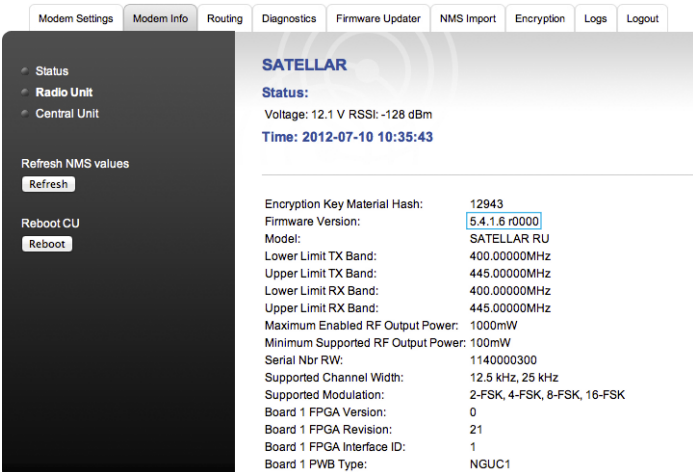 Modem Settings Modem Info Routing Diagnostics Firmware Updater NMS Import Encryption Logs Logout
Status
Radio Unit
Central Unit
Refresh NMS values
Refresh
Reboot CU
Reboot
SATELLAR
Status:
Voltage: 12.1 V RSSI: -128 dBm
Time: 2012-07-10 10:35:43
Encryption Key Material Hash: 12943
Firmware Version: 5.4.1.6 r0000
Model: SATELLAR RU
Lower Limit TX Band: 400.00000MHz
Upper Limit TX Band: 445.00000MHz
Lower Limit RX Band: 400.00000MHz
Upper Limit RX Band: 445.00000MHz
Maximum Enabled RF Output Power: 1000mW
Minimum Supported RF Output Power: 100mW
Serial Nbr RW: 1140000300
Supported Channel Width: 12.5 kHz, 25 kHz
Supported Modulation: 2-FSK, 4-FSK, 8-FSK, 16-FSK
Board 1 FPGA Version: 0
Board 1 FPGA Revision: 21
Board 1 FPGA Interface ID: 1
Board 1 PWB Type: NGUC1